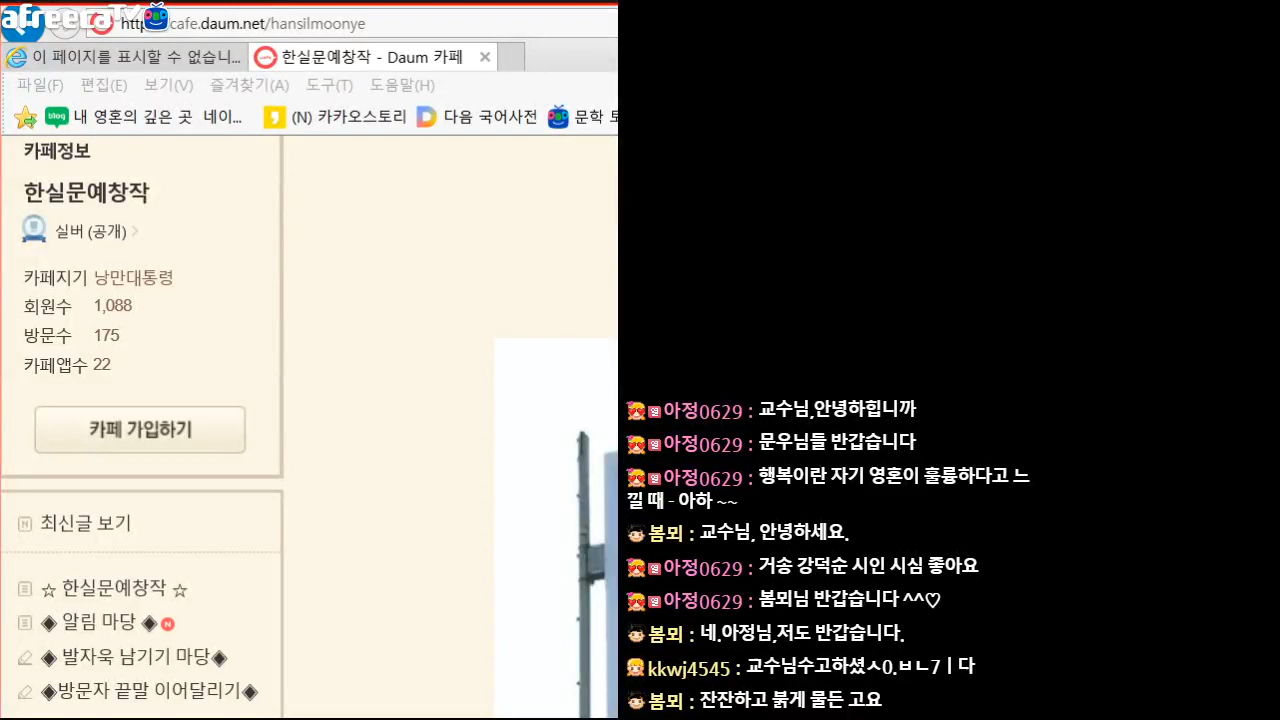 afreecaTV
http://cafe.daum.net/hansilmoonye
이 페이지를 표시할 수 없습니... 한실문예창작 - Daum 카페
파일(F) 편집(E) 보기(V) 즐겨찾기(A) 도구(T) 도움말(H)
blog 내 영혼의 깊은 곳 네이... (N) 카카오스토리 다음 국어사전 문학
카페정보
한실문예창작
실버 (공개)
카페지기 낭만대통령
회원수 1,088
방문수 175
카페앱수 22
카페 가입하기
N 최신글 보기
☆ 한실문예창작 ☆
◈ 알림 마당 ◈ N
◈ 발자욱 남기기 마당◈
◈방문자 끝말 이어달리기◈
아정0629 : 교수님,안녕하힙니까
아정0629 : 문우님들 반갑습니다
아정0629 : 행복이란 자기 영혼이 훌륭하다고 느
낄 때 - 아하 ~~
봄뫼 : 교수님, 안녕하세요.
아정0629 : 거송 강덕순 시인 시심 좋아요
아정0629 : 봄뫼님 반갑습니다 ^^♡
봄뫼 : 네.아정님,저도 반갑습니다.
kkwj4545 : 교수님수고하셨ㅅ0.ㅂㄴ7ㅣ다
봄뫼 : 잔잔하고 붉게 물든 고요